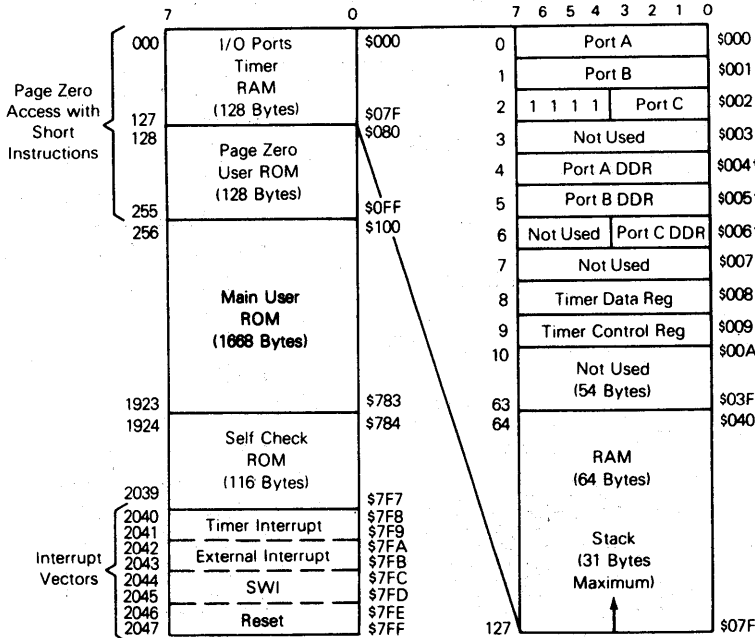 7 0
000 I/O Ports $000
Timer
RAM
(128 Bytes)
127 $07F
Page Zero
Access with
Short
Instructions
128 $080
Page Zero
User ROM
(128 Bytes)
255 $0FF
256 $100
Main User
ROM
(1668 Bytes)
1923 $783
1924 $784
Self Check
ROM
(116 Bytes)
2039 $7F7
Interrupt
Vectors
2040 $7F8
Timer Interrupt
2041 $7F9
2042 $7FA
External Interrupt
2043 $7FB
2044 $7FC
SWI
2045 $7FD
2046 $7FE
Reset
2047 $7FF
7 6 5 4 3 2 1 0
0 Port A $000
1 Port B $001
2 1 1 1 1 Port C $002
3 Not Used $003
4 Port A DDR $004*
5 Port B DDR $005*
6 Not Used Port C DDR $006*
7 Not Used $007
8 Timer Data Reg $008
9 Timer Control Reg $009
10 $00A
Not Used
(54 Bytes)
63 $03F
64 $040
RAM
(64 Bytes)
Stack
(31 Bytes
Maximum)
127 $07F